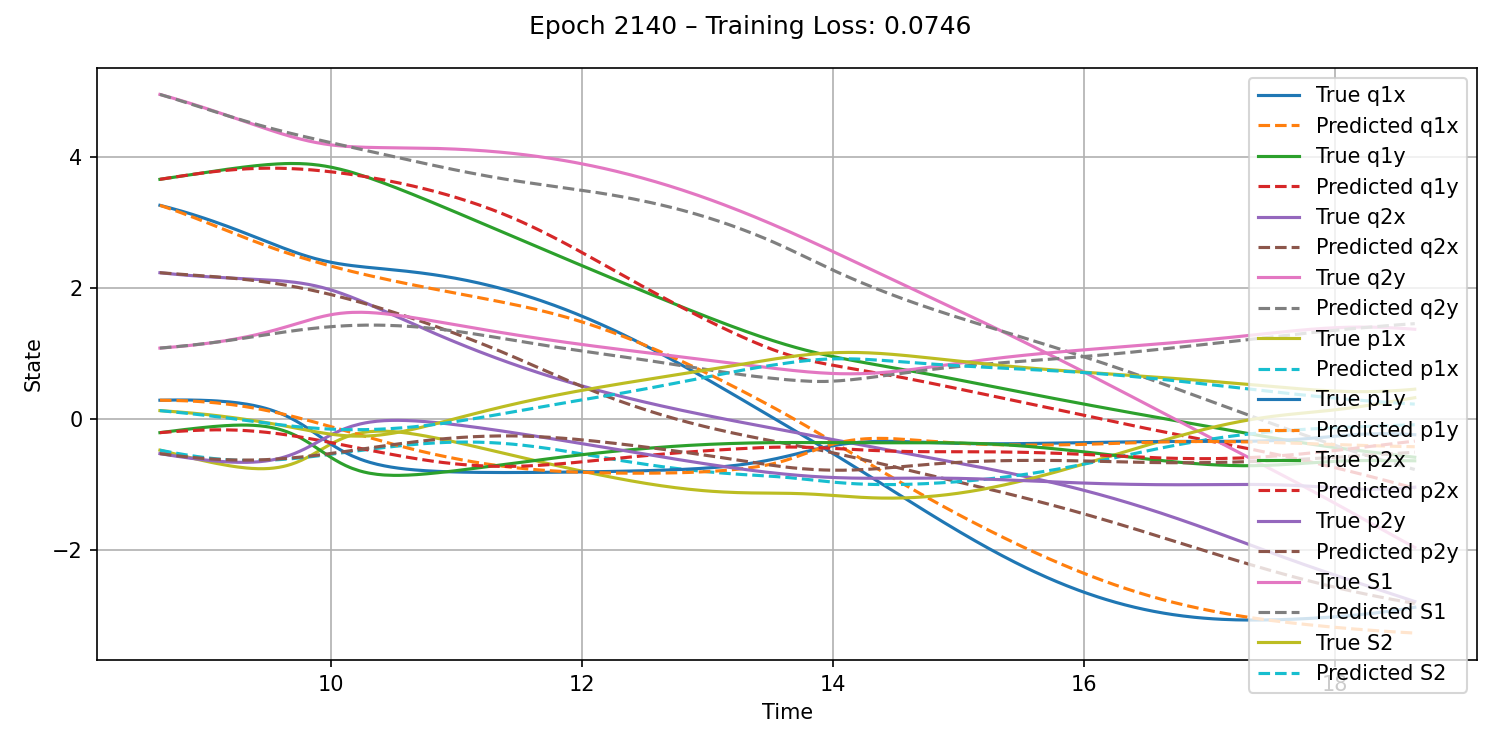 Epoch 2140 – Training Loss: 0.0746
State
4
2
0
−2
10
12
14
16
18
Time
True q1x
Predicted q1x
True q1y
Predicted q1y
True q2x
Predicted q2x
True q2y
Predicted q2y
True p1x
Predicted p1x
True p1y
Predicted p1y
True p2x
Predicted p2x
True p2y
Predicted p2y
True S1
Predicted S1
True S2
Predicted S2